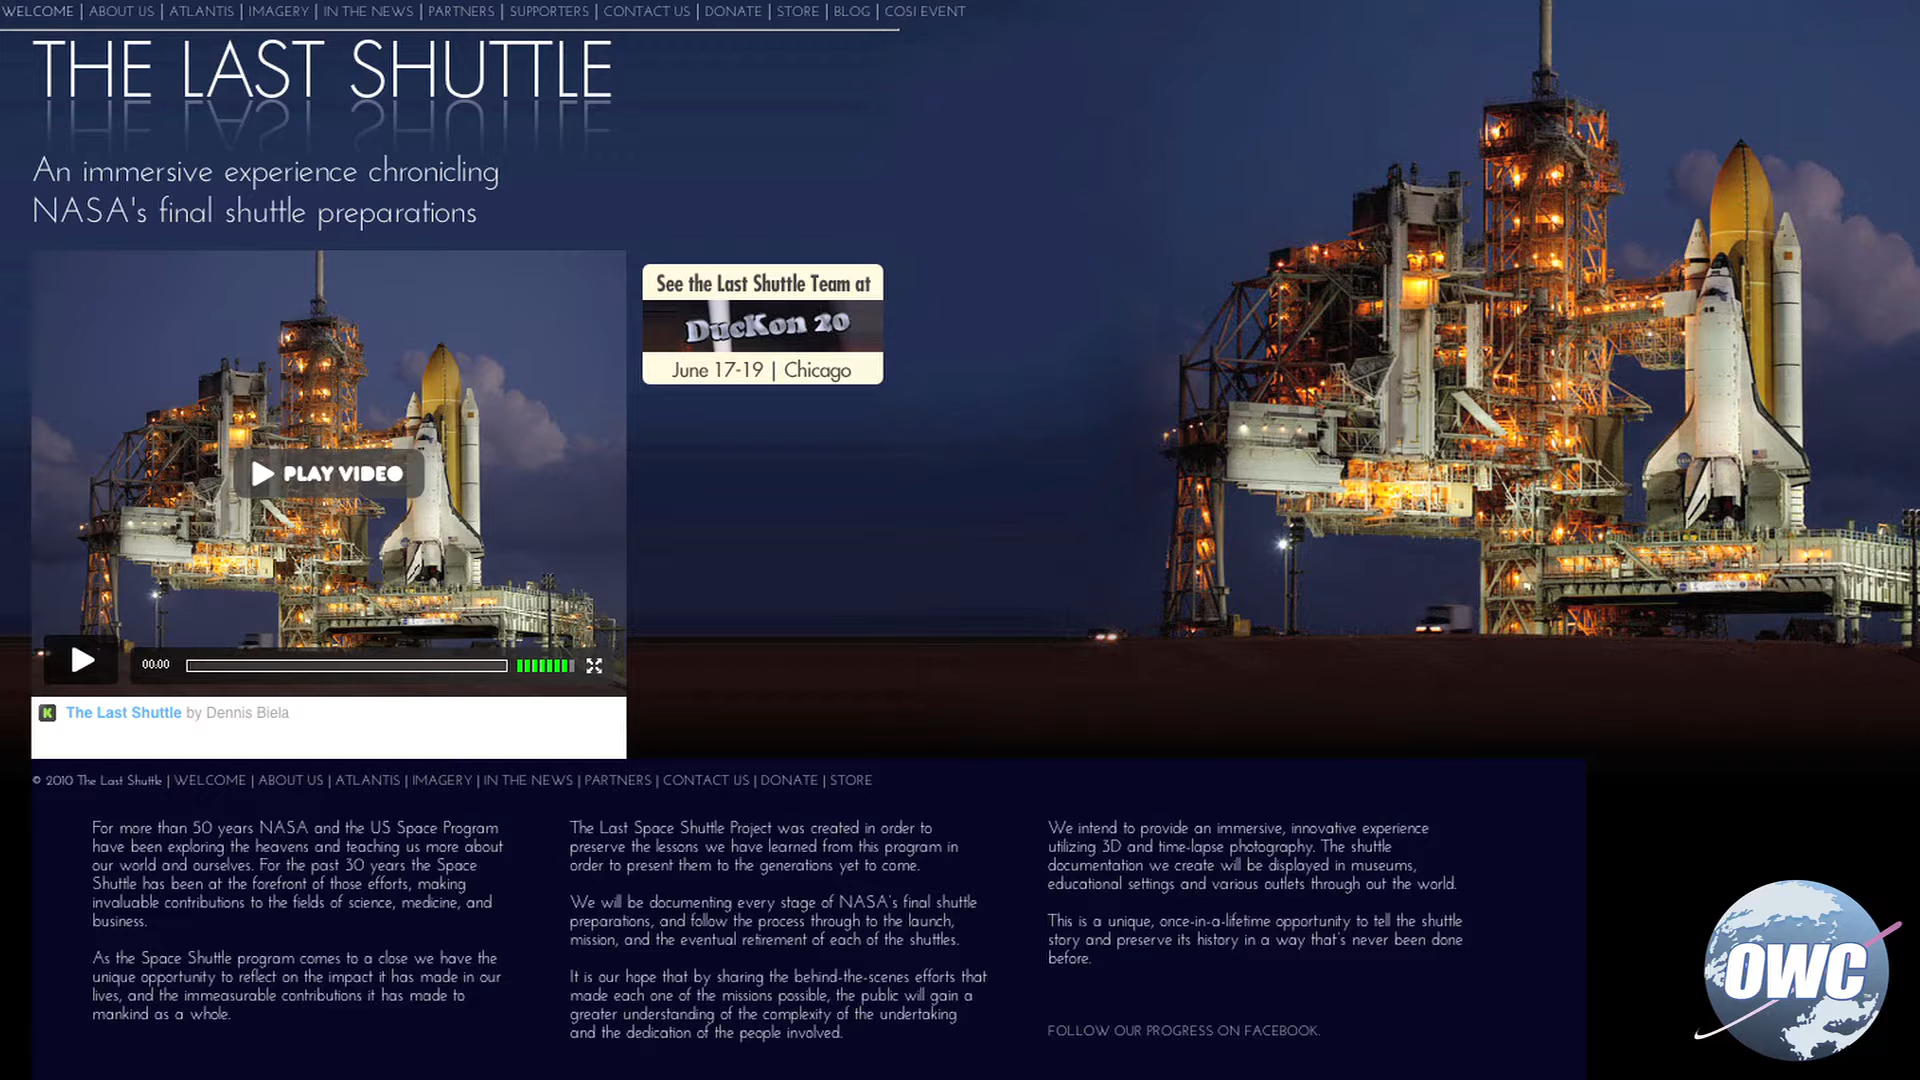 WELCOME | ABOUT US | ATLANTIS | IMAGERY | IN THE NEWS | PARTNERS | SUPPORTERS | CONTACT US | DONATE | STORE | BLOG | COSI EVENT
THE LAST SHUTTLE
An immersive experience chronicling
NASA's final shuttle preparations
See the Last Shuttle Team at
DucKon 20
June 17-19 | Chicago
PLAY VIDEO
00:00
K The Last Shuttle by Dennis Biela
© 2010 The Last Shuttle | WELCOME | ABOUT US | ATLANTIS | IMAGERY | IN THE NEWS | PARTNERS | CONTACT US | DONATE | STORE
For more than 50 years NASA and the US Space Program
have been exploring the heavens and teaching us more about
our world and ourselves. For the past 30 years the Space
Shuttle has been at the forefront of those efforts, making
invaluable contributions to the fields of science, medicine, and
business.
As the Space Shuttle program comes to a close we have the
unique opportunity to reflect on the impact it has made in our
lives, and the immeasurable contributions it has made to
mankind as a whole.
The Last Space Shuttle Project was created in order to
preserve the lessons we have learned from this program in
order to present them to the generations yet to come.
We will be documenting every stage of NASA's final shuttle
preparations, and follow the process through to the launch,
mission, and the eventual retirement of each of the shuttles.
It is our hope that by sharing the behind-the-scenes efforts that
made each one of the missions possible, the public will gain a
greater understanding of the complexity of the undertaking
and the dedication of the people involved.
We intend to provide an immersive, innovative experience
utilizing 3D and time-lapse photography. The shuttle
documentation we create will be displayed in museums,
educational settings and various outlets through out the world.
This is a unique, once-in-a-lifetime opportunity to tell the shuttle
story and preserve its history in a way that's never been done
before.
FOLLOW OUR PROGRESS ON FACEBOOK.
OWC